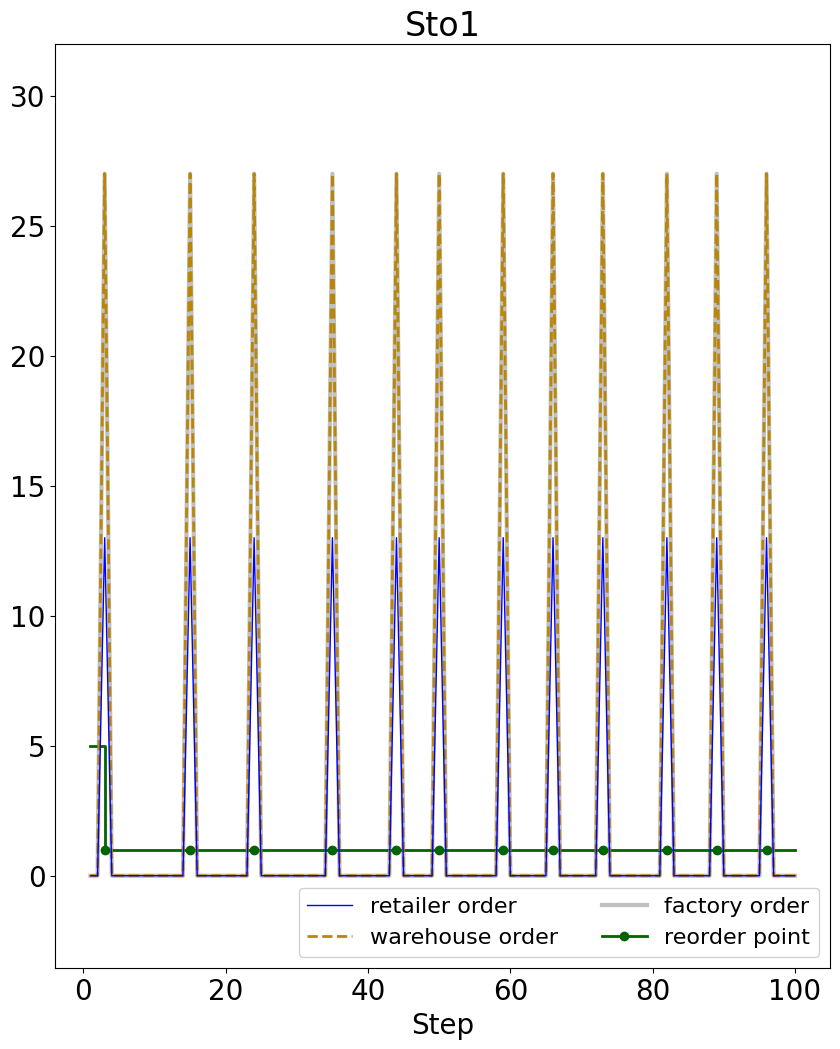 Sto1
30
25
20
15
10
5
0
retailer order
warehouse order
factory order
reorder point
0 20 40 60 80 100
Step